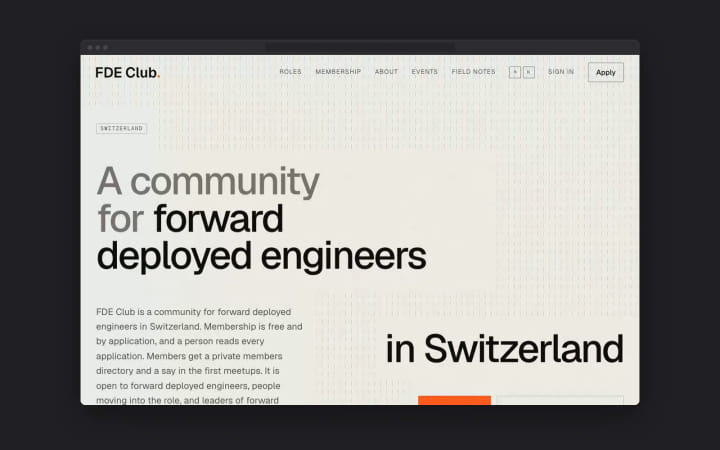 FDE Club.
ROLES MEMBERSHIP ABOUT EVENTS FIELD NOTES SIGN IN Apply
SWITZERLAND
A community
for forward
deployed engineers
in Switzerland
FDE Club is a community for forward deployed
engineers in Switzerland. Membership is free and
by application, and a person reads every
application. Members get a private members
directory and a say in the first meetups. It is
open to forward deployed engineers, people
moving into the role, and leaders of forward